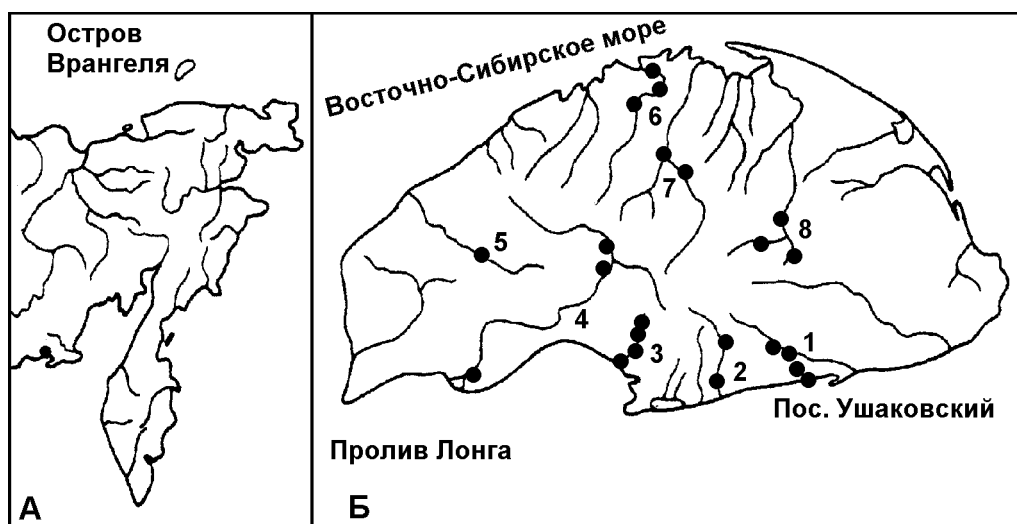 Остров
Врангеля
А
Восточно-Сибирское море
6
7
8
5
4
3
2
1
Пос. Ушаковский
Пролив Лонга
Б